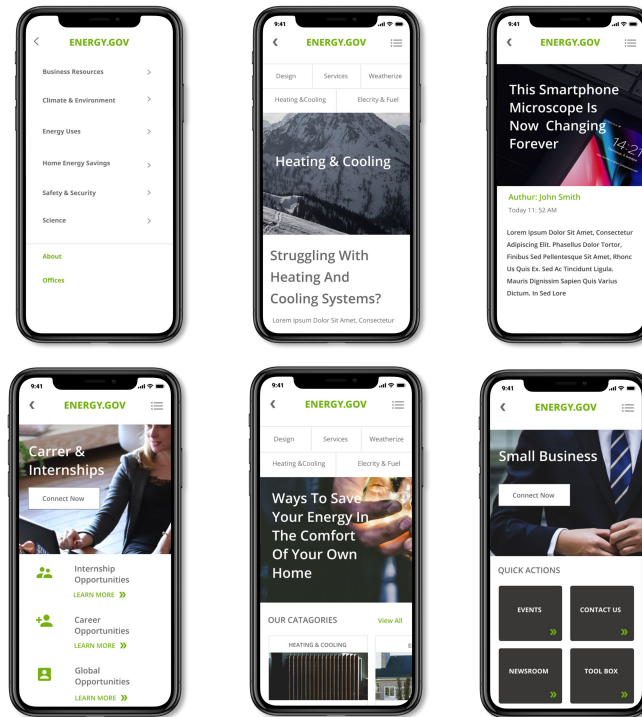 ENERGY.GOV
Business Resources
Climate & Environment
Energy Uses
Home Energy Savings
Safety & Security
Science
About
Offices
9:41
ENERGY.GOV
Design
Services
Weatherize
Heating &Cooling
Elecrity & Fuel
Heating & Cooling
Struggling With
Heating And
Cooling Systems?
Lorem Ipsum Dolor Sit Amet, Consectetur
9:41
ENERGY.GOV
This Smartphone
Microscope Is
Now Changing
Forever
14:21
Authur: John Smith
Today 11: 52 AM
Lorem Ipsum Dolor Sit Amet, Consectetur
Adipiscing Elit. Phasellus Dolor Tortor,
Finibus Sed Pellentesque Sit Amet, Rhonc
Us Quis Ex. Sed Ac Tincidunt Ligula.
Mauris Dignissim Sapien Quis Varius
Dictum. In Sed Lore
9:41
ENERGY.GOV
Carrer &
Internships
Connect Now
Internship
Opportunities
LEARN MORE
Career
Opportunities
LEARN MORE
Global
Opportunities
LEARN MORE
9:41
ENERGY.GOV
Design
Services
Weatherize
Heating &Cooling
Elecrity & Fuel
Ways To Save
Your Energy In
The Comfort
Of Your Own
Home
OUR CATAGORIES
View All
HEATING & COOLING
E
9:41
ENERGY.GOV
Small Business
Connect Now
QUICK ACTIONS
EVENTS
CONTACT US
NEWSROOM
TOOL BOX